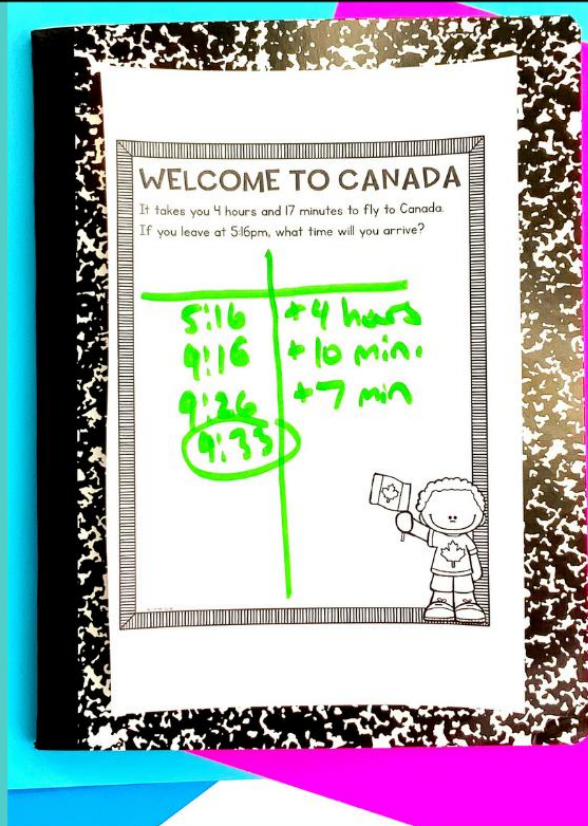 WELCOME TO CANADA
It takes you 4 hours and 17 minutes to fly to Canada.
If you leave at 5:16pm, what time will you arrive?
5:16 +4 hours
9:16 +10 min.
9:26 +7 min
9:33